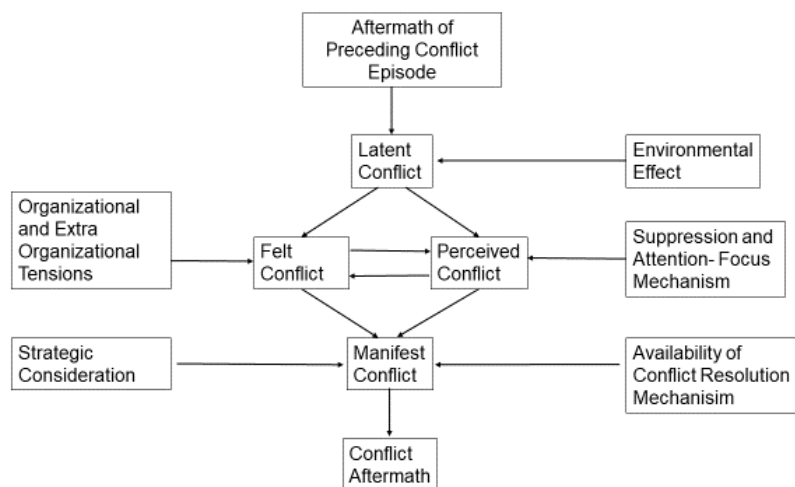 Aftermath of
Preceding Conflict
Episode
Latent
Conflict
Environmental
Effect
Organizational
and Extra
Organizational
Tensions
Felt
Conflict
Perceived
Conflict
Suppression and
Attention- Focus
Mechanism
Strategic
Consideration
Manifest
Conflict
Availability of
Conflict Resolution
Mechanisim
Conflict
Aftermath